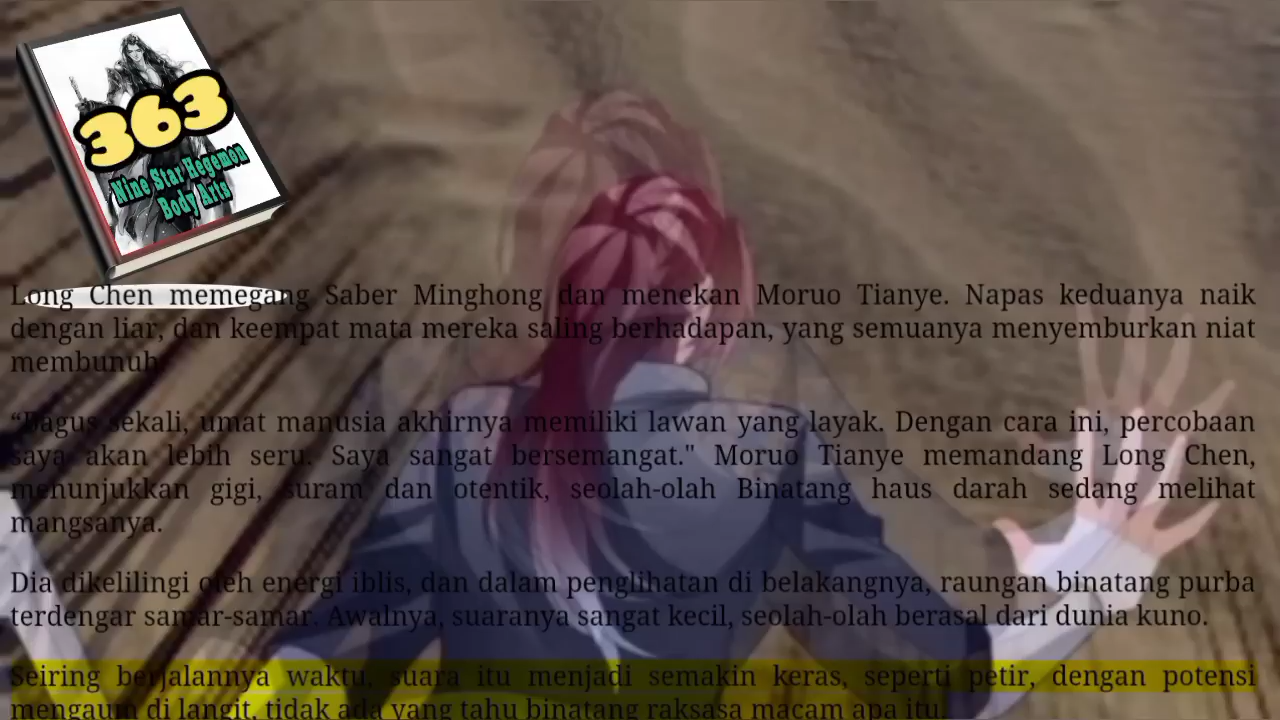 363
Nine Star Hegemon
Body Arts
Long Chen memegang Saber Minghong dan menekan Moruo Tianye. Napas keduanya naik
dengan liar, dan keempat mata mereka saling berhadapan, yang semuanya menyemburkan niat
membunuh.
“Bagus sekali, umat manusia akhirnya memiliki lawan yang layak. Dengan cara ini, percobaan
saya akan lebih seru. Saya sangat bersemangat." Moruo Tianye memandang Long Chen,
menunjukkan gigi, suram dan otentik, seolah-olah Binatang haus darah sedang melihat
mangsanya.
Dia dikelilingi oleh energi iblis, dan dalam penglihatan di belakangnya, raungan binatang purba
terdengar samar-samar. Awalnya, suaranya sangat kecil, seolah-olah berasal dari dunia kuno.
Seiring berjalannya waktu, suara itu menjadi semakin keras, seperti petir, dengan potensi
mengaum di langit, tidak ada yang tahu binatang raksasa macam apa itu.